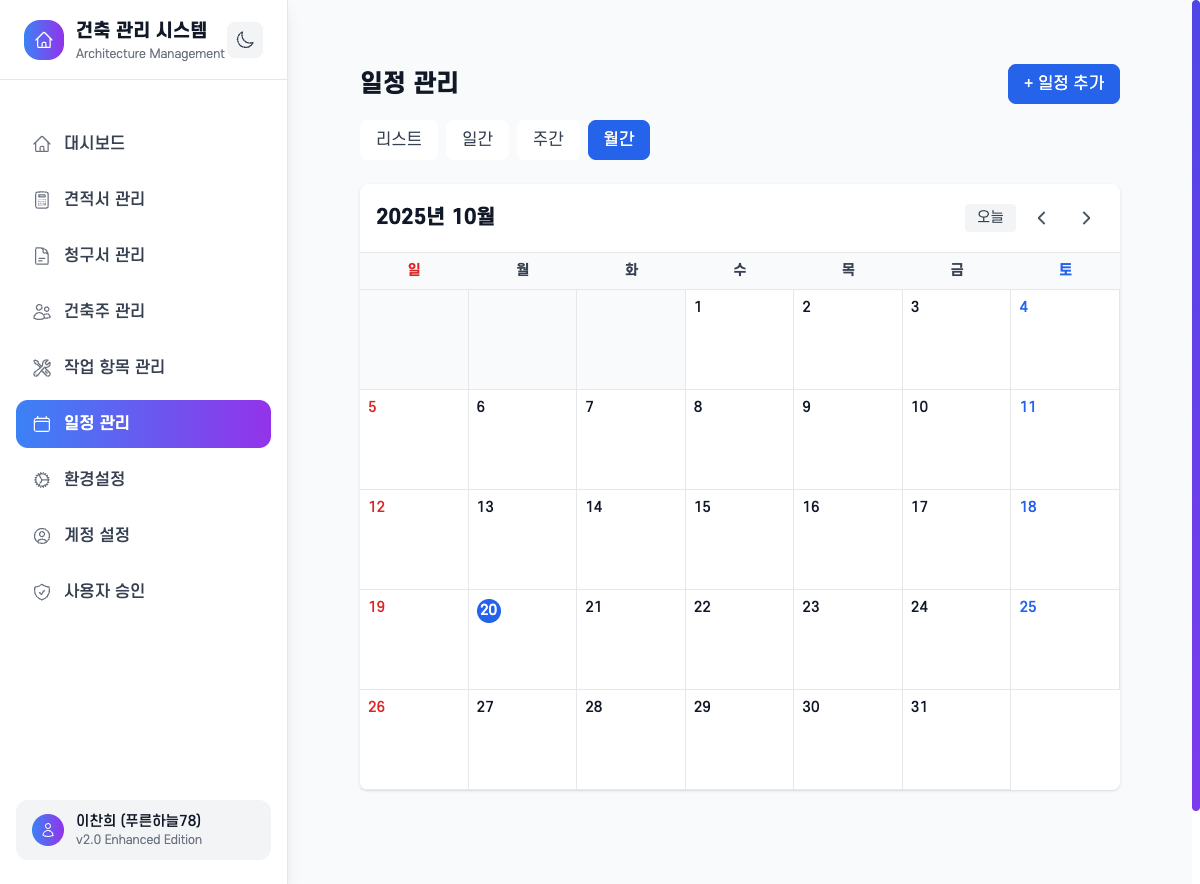 건축 관리 시스템
Architecture Management
대시보드
견적서 관리
청구서 관리
건축주 관리
작업 항목 관리
일정 관리
환경설정
계정 설정
사용자 승인
이찬희 (푸른하늘78)
v2.0 Enhanced Edition
일정 관리
+ 일정 추가
리스트 일간 주간 월간
2025년 10월
오늘
일 월 화 수 목 금 토
1 2 3 4
5 6 7 8 9 10 11
12 13 14 15 16 17 18
19 20 21 22 23 24 25
26 27 28 29 30 31